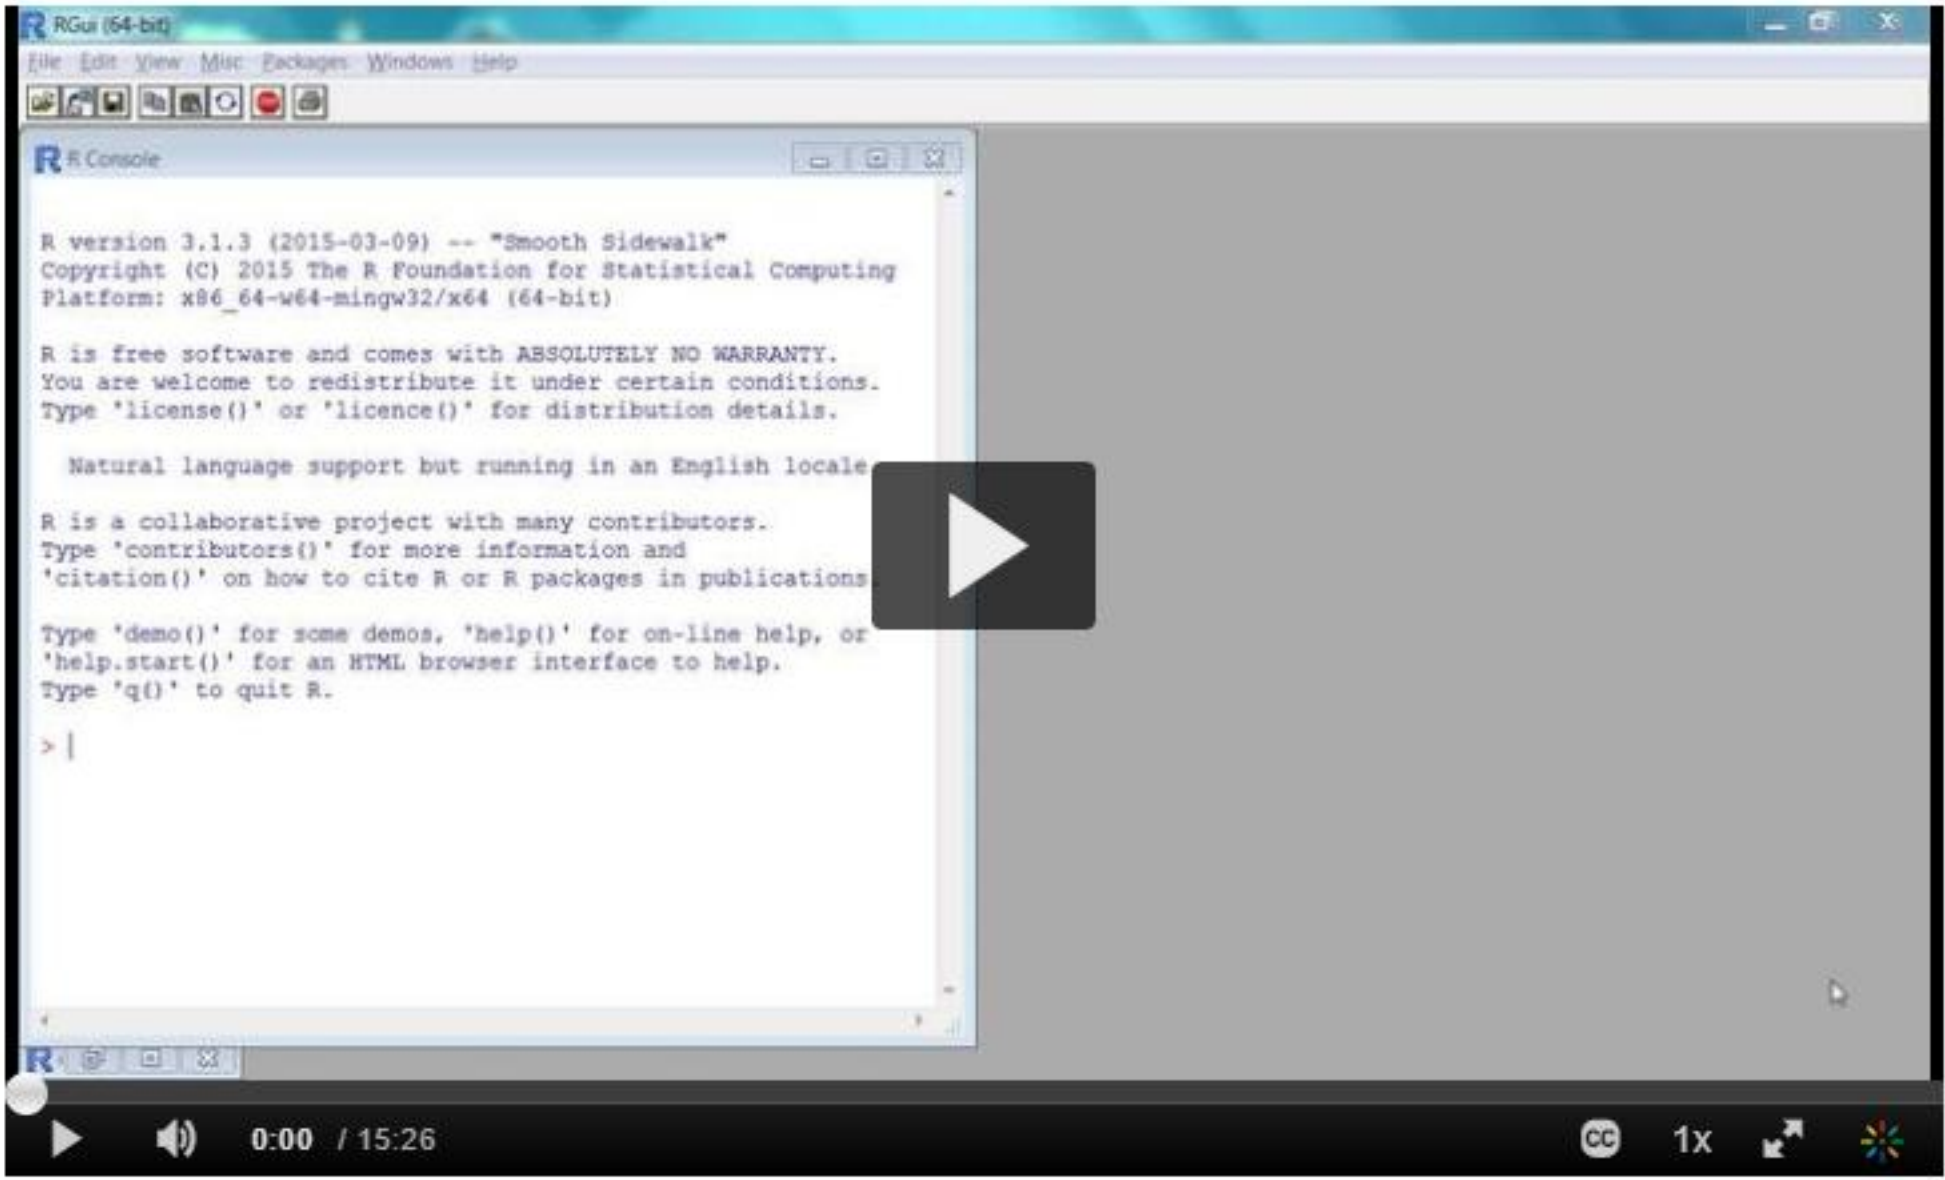 RGui (64-bit)
File Edit View Misc Packages Windows Help
R Console
R version 3.1.3 (2015-03-09) -- "Smooth Sidewalk"
Copyright (C) 2015 The R Foundation for Statistical Computing
Platform: x86_64-w64-mingw32/x64 (64-bit)
R is free software and comes with ABSOLUTELY NO WARRANTY.
You are welcome to redistribute it under certain conditions.
Type 'license()' or 'licence()' for distribution details.
Natural language support but running in an English locale
R is a collaborative project with many contributors.
Type 'contributors()' for more information and
'citation()' on how to cite R or R packages in publications.
Type 'demo()' for some demos, 'help()' for on-line help, or
'help.start()' for an HTML browser interface to help.
Type 'q()' to quit R.
>
0:00 / 15:26 CC 1x